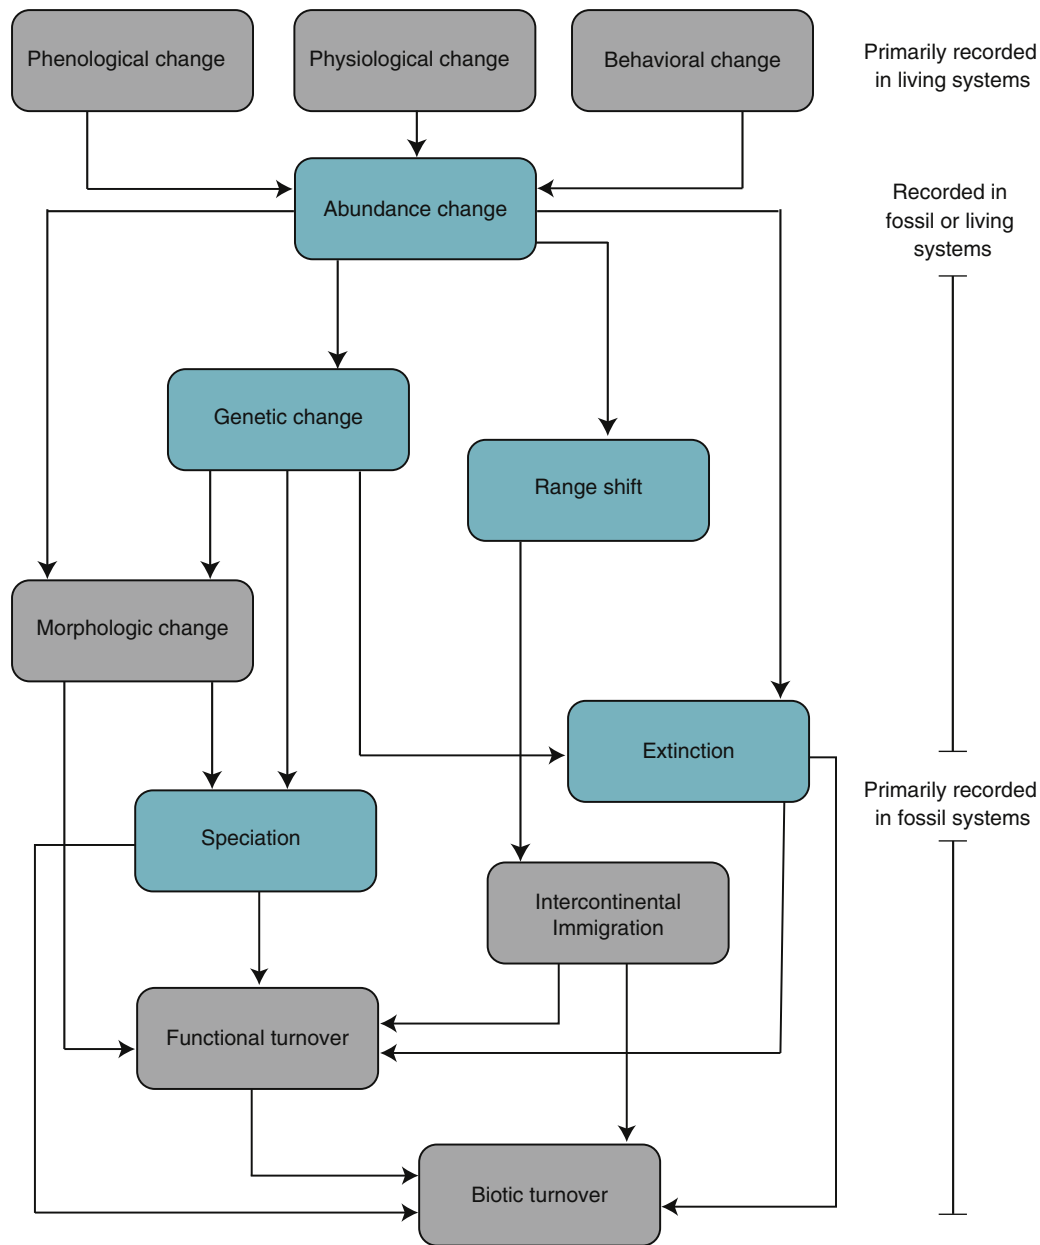 Phenological change
Physiological change
Behavioral change
Primarily recorded
in living systems
Abundance change
Recorded in
fossil or living
systems
Genetic change
Range shift
Morphologic change
Extinction
Primarily recorded
in fossil systems
Speciation
Intercontinental
Immigration
Functional turnover
Biotic turnover